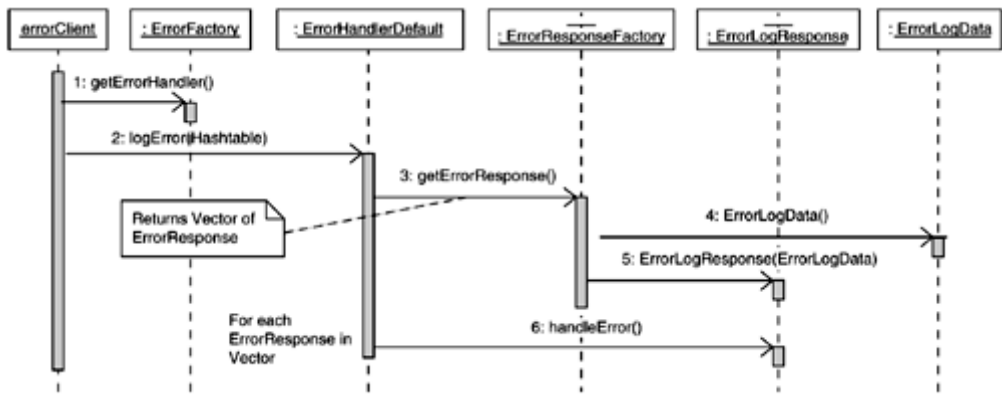 errorClient
: ErrorFactory
: ErrorHandlerDefault
: ErrorResponseFactory
: ErrorLogResponse
: ErrorLogData
1: getErrorHandler()
2: logError(Hashtable)
3: getErrorResponse()
Returns Vector of
ErrorResponse
4: ErrorLogData()
5: ErrorLogResponse(ErrorLogData)
For each
ErrorResponse in
Vector
6: handleError()